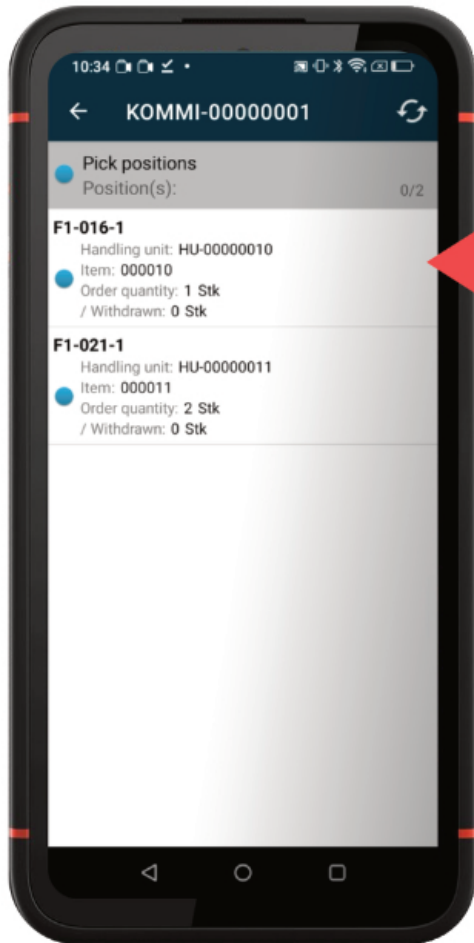 10:34
KOMMI-00000001
Pick positions
Position(s): 0/2
F1-016-1
Handling unit: HU-00000010
Item: 000010
Order quantity: 1 Stk
/ Withdrawn: 0 Stk
F1-021-1
Handling unit: HU-00000011
Item: 000011
Order quantity: 2 Stk
/ Withdrawn: 0 Stk